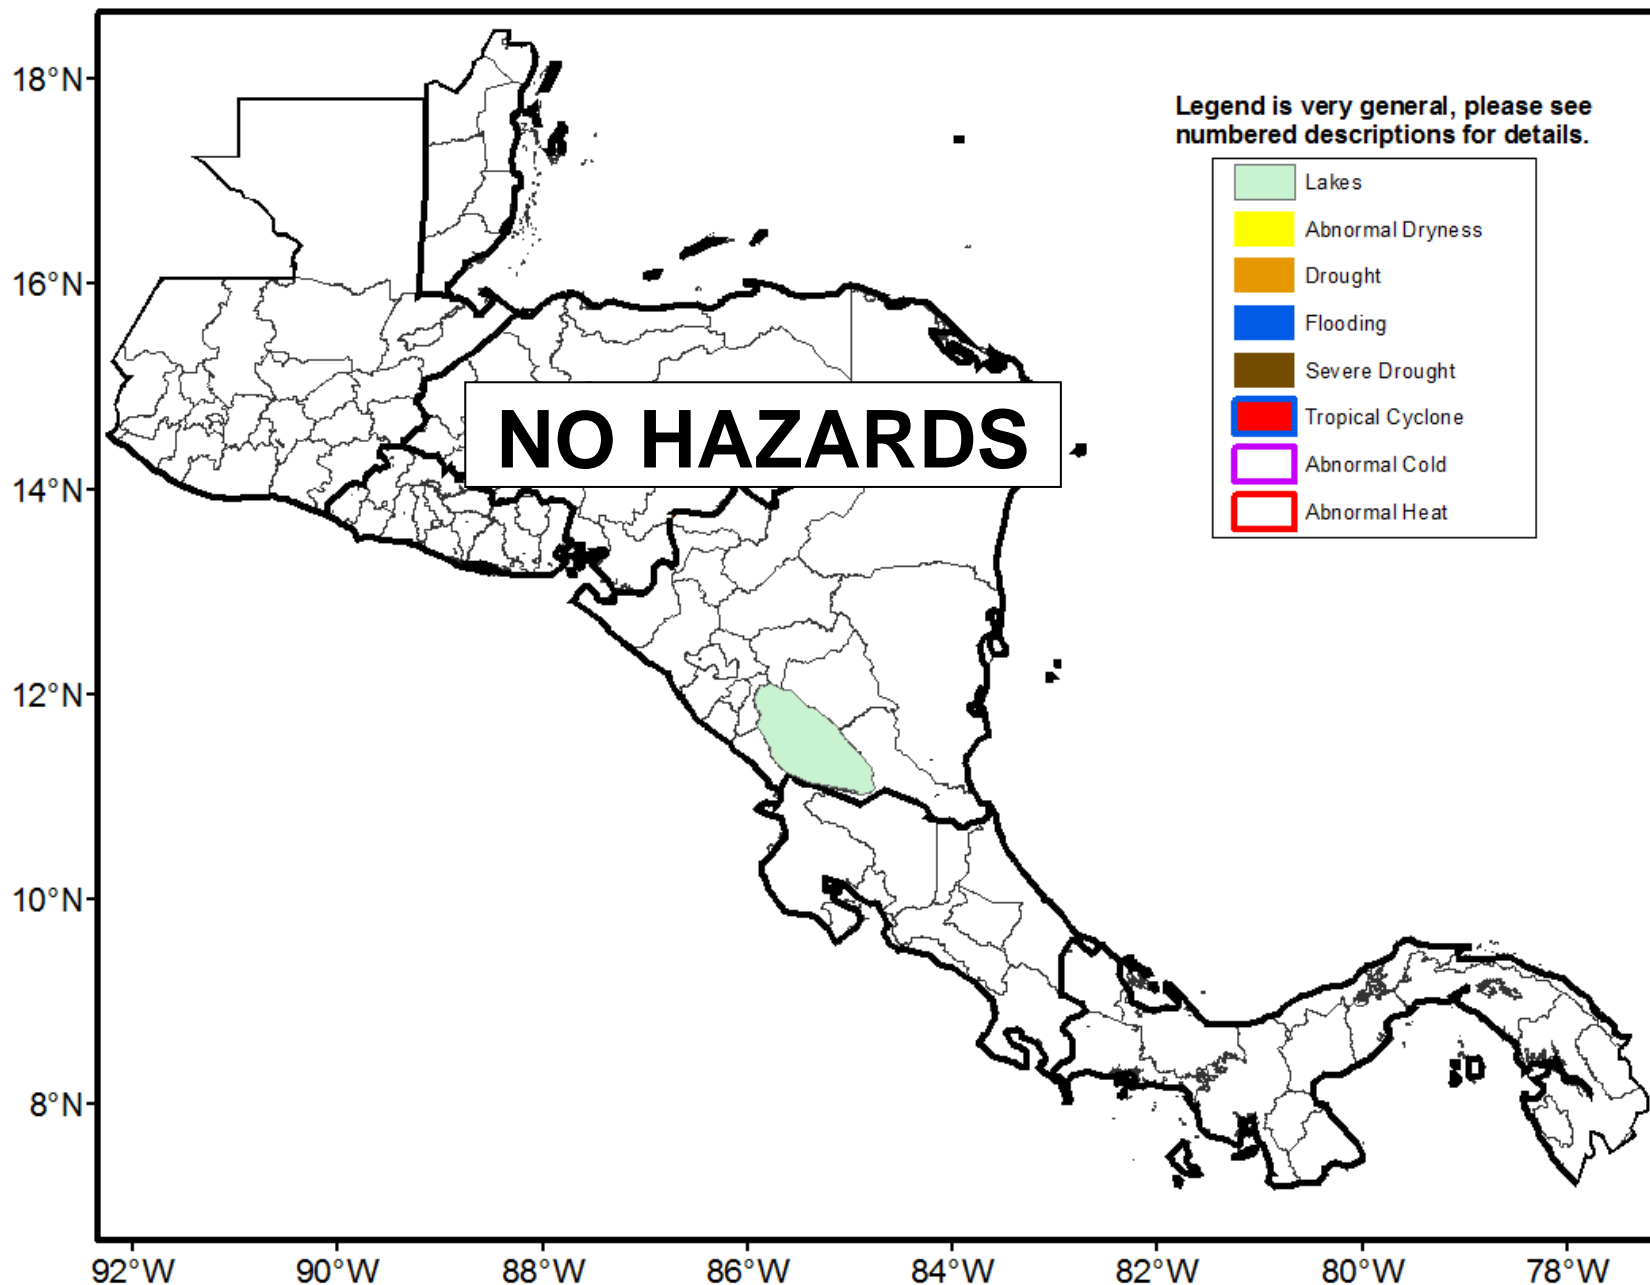 18°N
Legend is very general, please see
numbered descriptions for details.
Lakes
Abnormal Dryness
16°N
Drought
Flooding
Severe Drought
NO HAZARDS
Tropical Cyclone
Abnormal Cold
14°N
Abnormal Heat
12°N
10°N
8°N
92°W 90°W 88°W 86°W 84°W 82°W 80°W 78°W